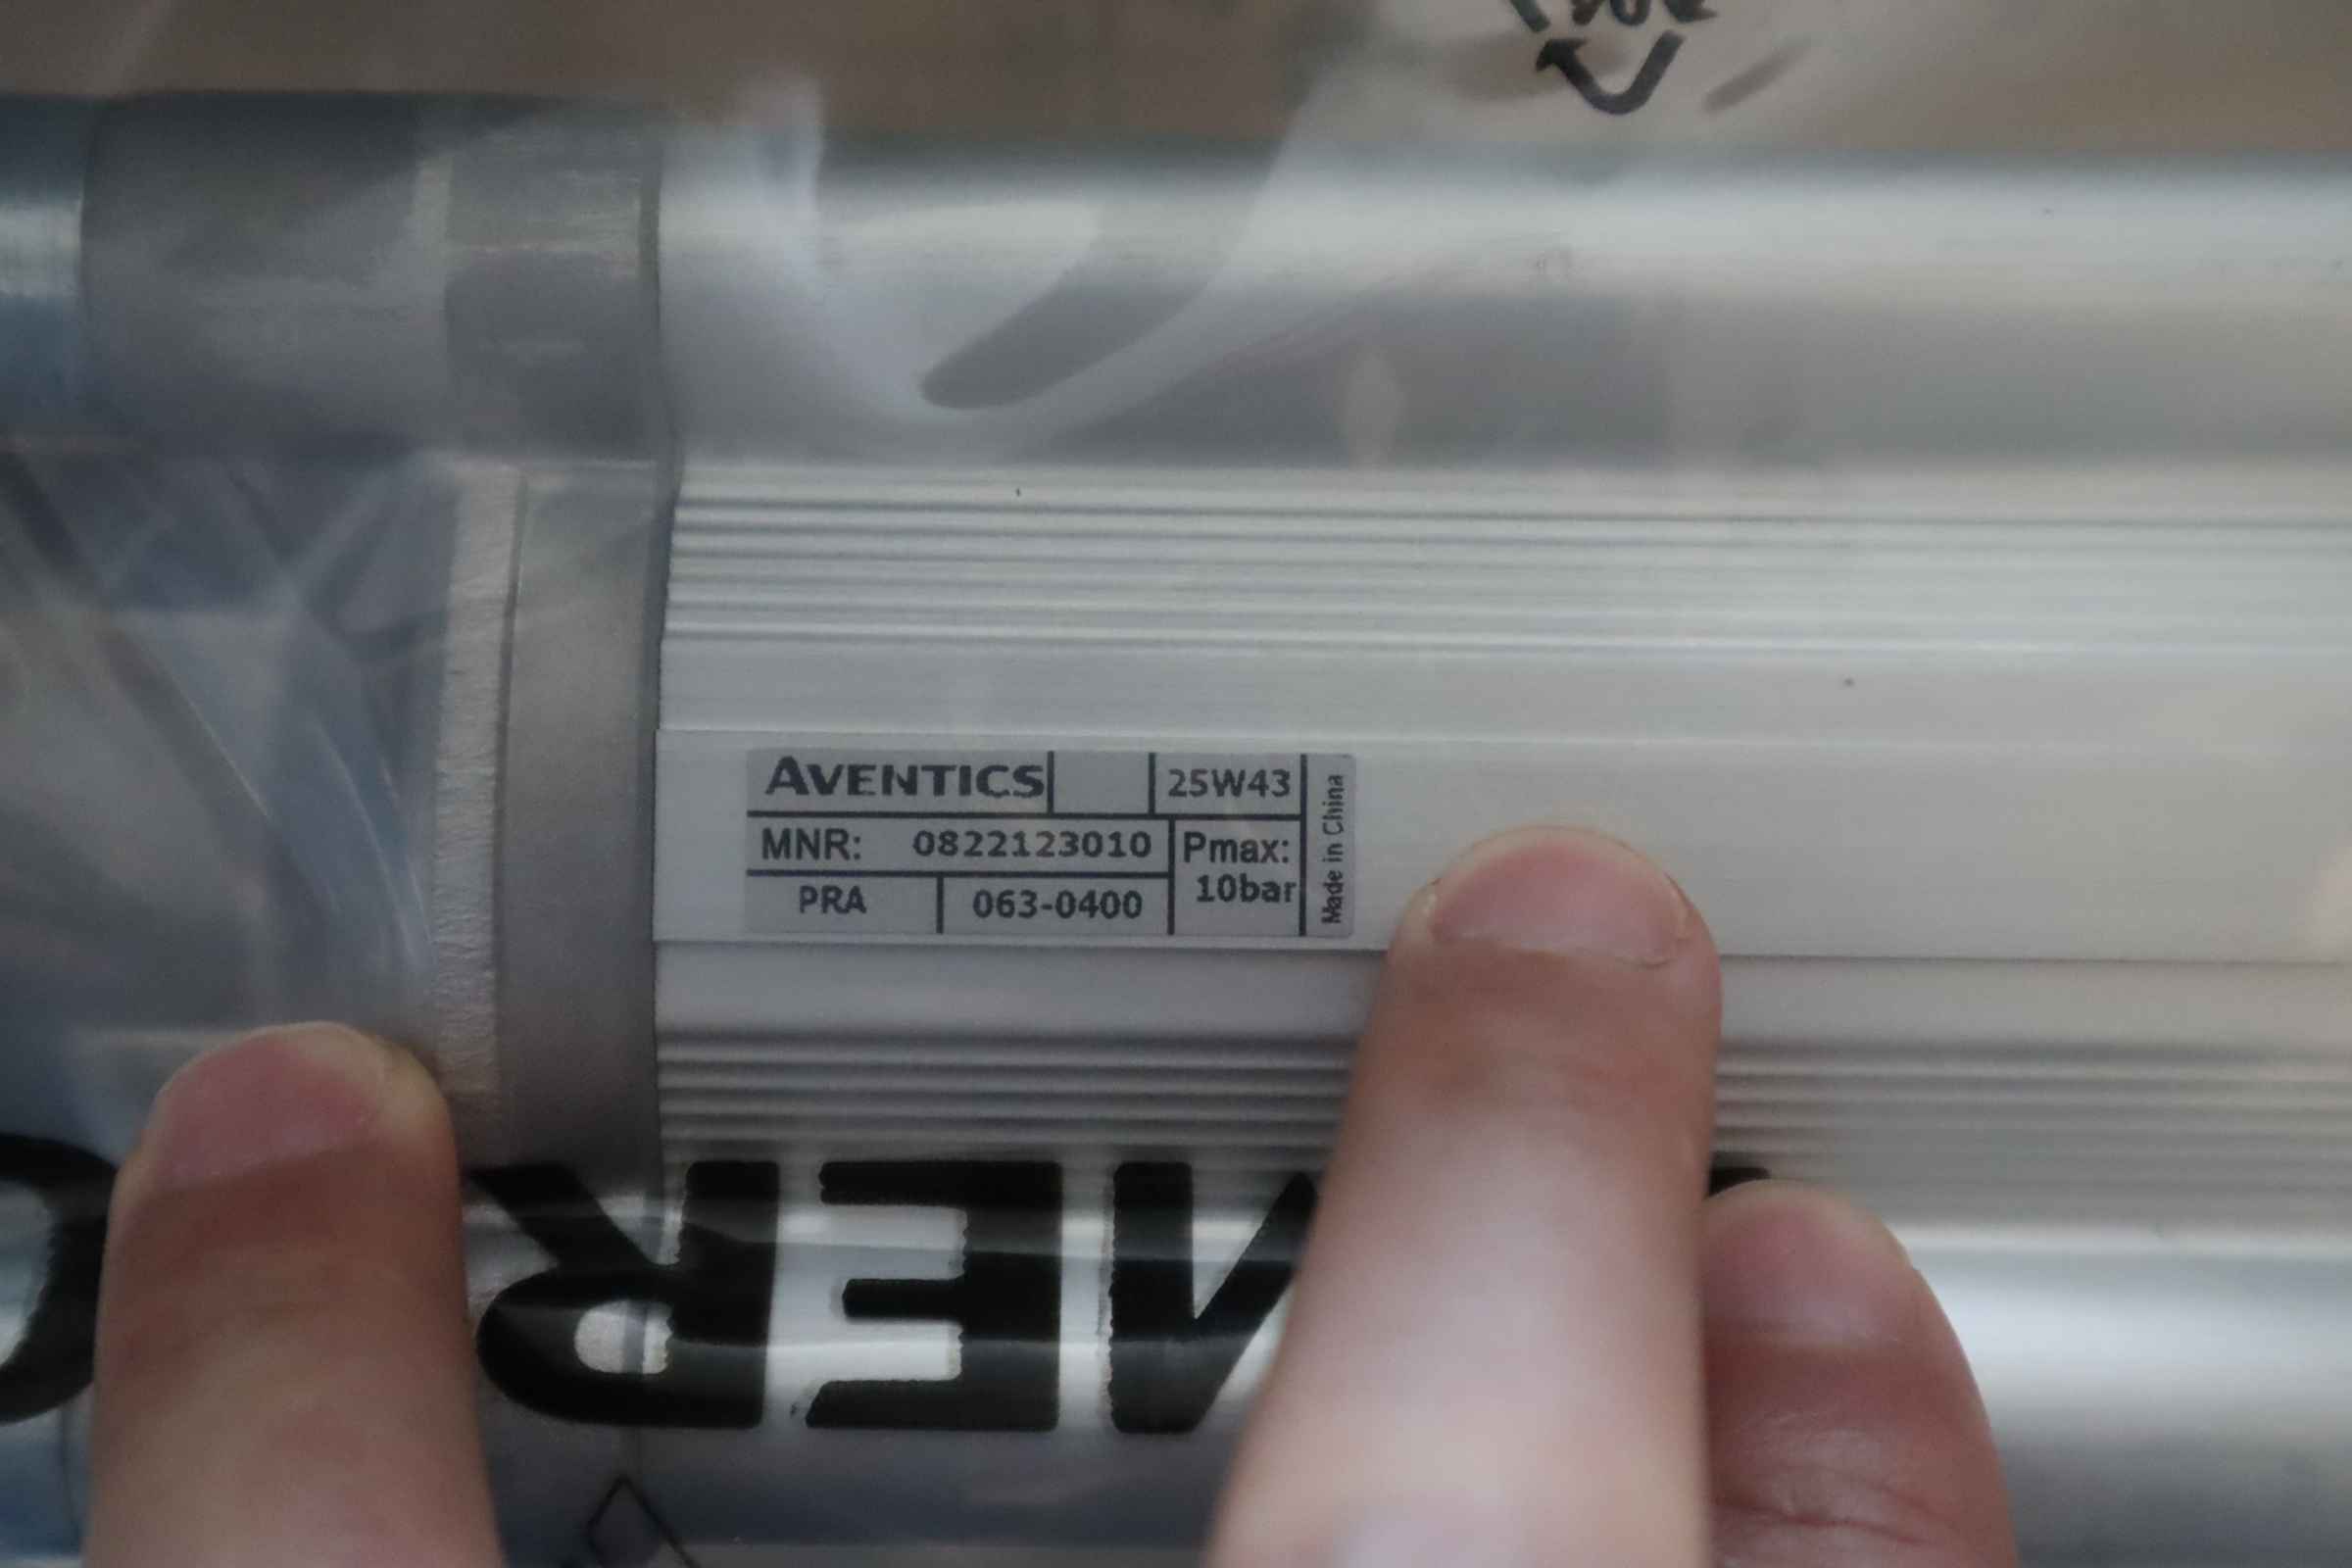 AVENTICS 25W43
MNR: 0822123010 Pmax:
10bar
PRA 063-0400
Made in China